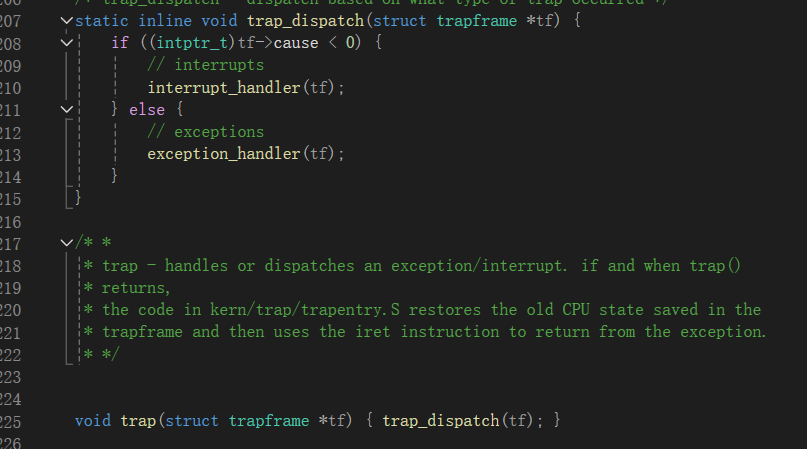 206 /* trap_dispatch - dispatch based on what type of trap occurred */
207 static inline void trap_dispatch(struct trapframe *tf) {
208 if ((intptr_t)tf->cause < 0) {
209 // interrupts
210 interrupt_handler(tf);
211 } else {
212 // exceptions
213 exception_handler(tf);
214 }
215 }
216
217 /* *
218 * trap - handles or dispatches an exception/interrupt. if and when trap()
219 * returns,
220 * the code in kern/trap/trapentry.S restores the old CPU state saved in the
221 * trapframe and then uses the iret instruction to return from the exception.
222 * */
223
224
225 void trap(struct trapframe *tf) { trap_dispatch(tf); }
226